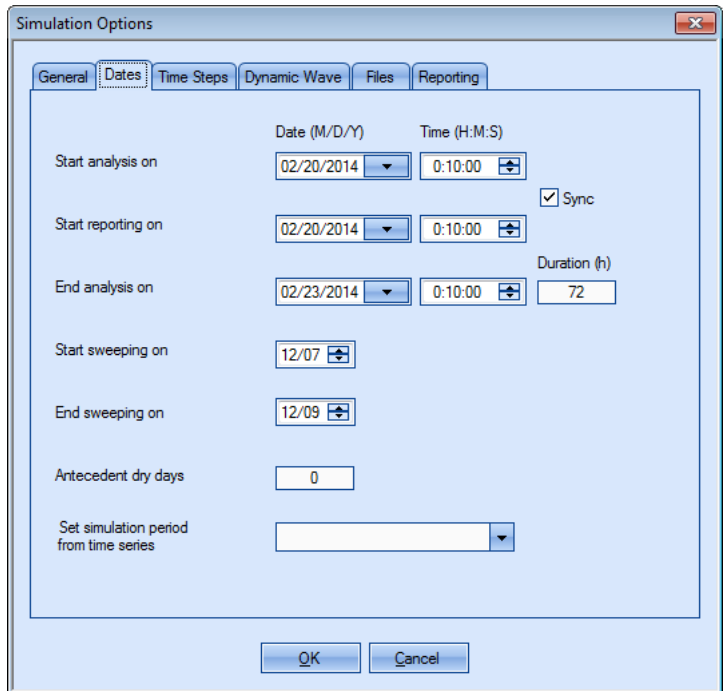 Simulation Options
General Dates Time Steps Dynamic Wave Files Reporting
Date (M/D/Y) Time (H:M:S)
Start analysis on 02/20/2014 0:10:00
Sync
Start reporting on 02/20/2014 0:10:00
Duration (h)
End analysis on 02/23/2014 0:10:00 72
Start sweeping on 12/07
End sweeping on 12/09
Antecedent dry days 0
Set simulation period
from time series
OK Cancel